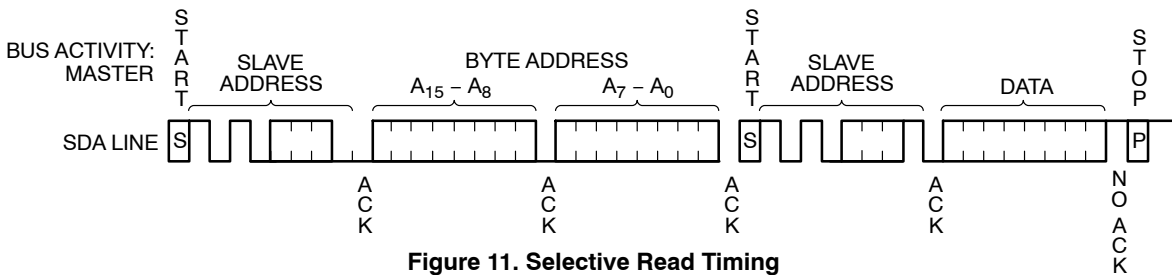 BUS ACTIVITY:
MASTER
START
SLAVE
ADDRESS
BYTE ADDRESS
A15 – A8
A7 – A0
START
SLAVE
ADDRESS
DATA
STOP
SDA LINE
S
S
P
ACK
ACK
ACK
ACK
NO ACK
Figure 11. Selective Read Timing